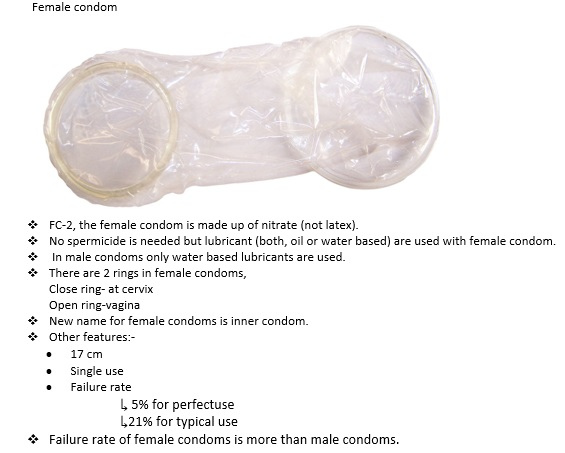 Female condom
❖ FC-2, the female condom is made up of nitrate (not latex).
❖ No spermicide is needed but lubricant (both, oil or water based) are used with female condom.
❖ In male condoms only water based lubricants are used.
❖ There are 2 rings in female condoms,
Close ring- at cervix
Open ring-vagina
❖ New name for female condoms is inner condom.
❖ Other features:-
• 17 cm
• Single use
• Failure rate
↳ 5% for perfectuse
↳21% for typical use
❖ Failure rate of female condoms is more than male condoms.